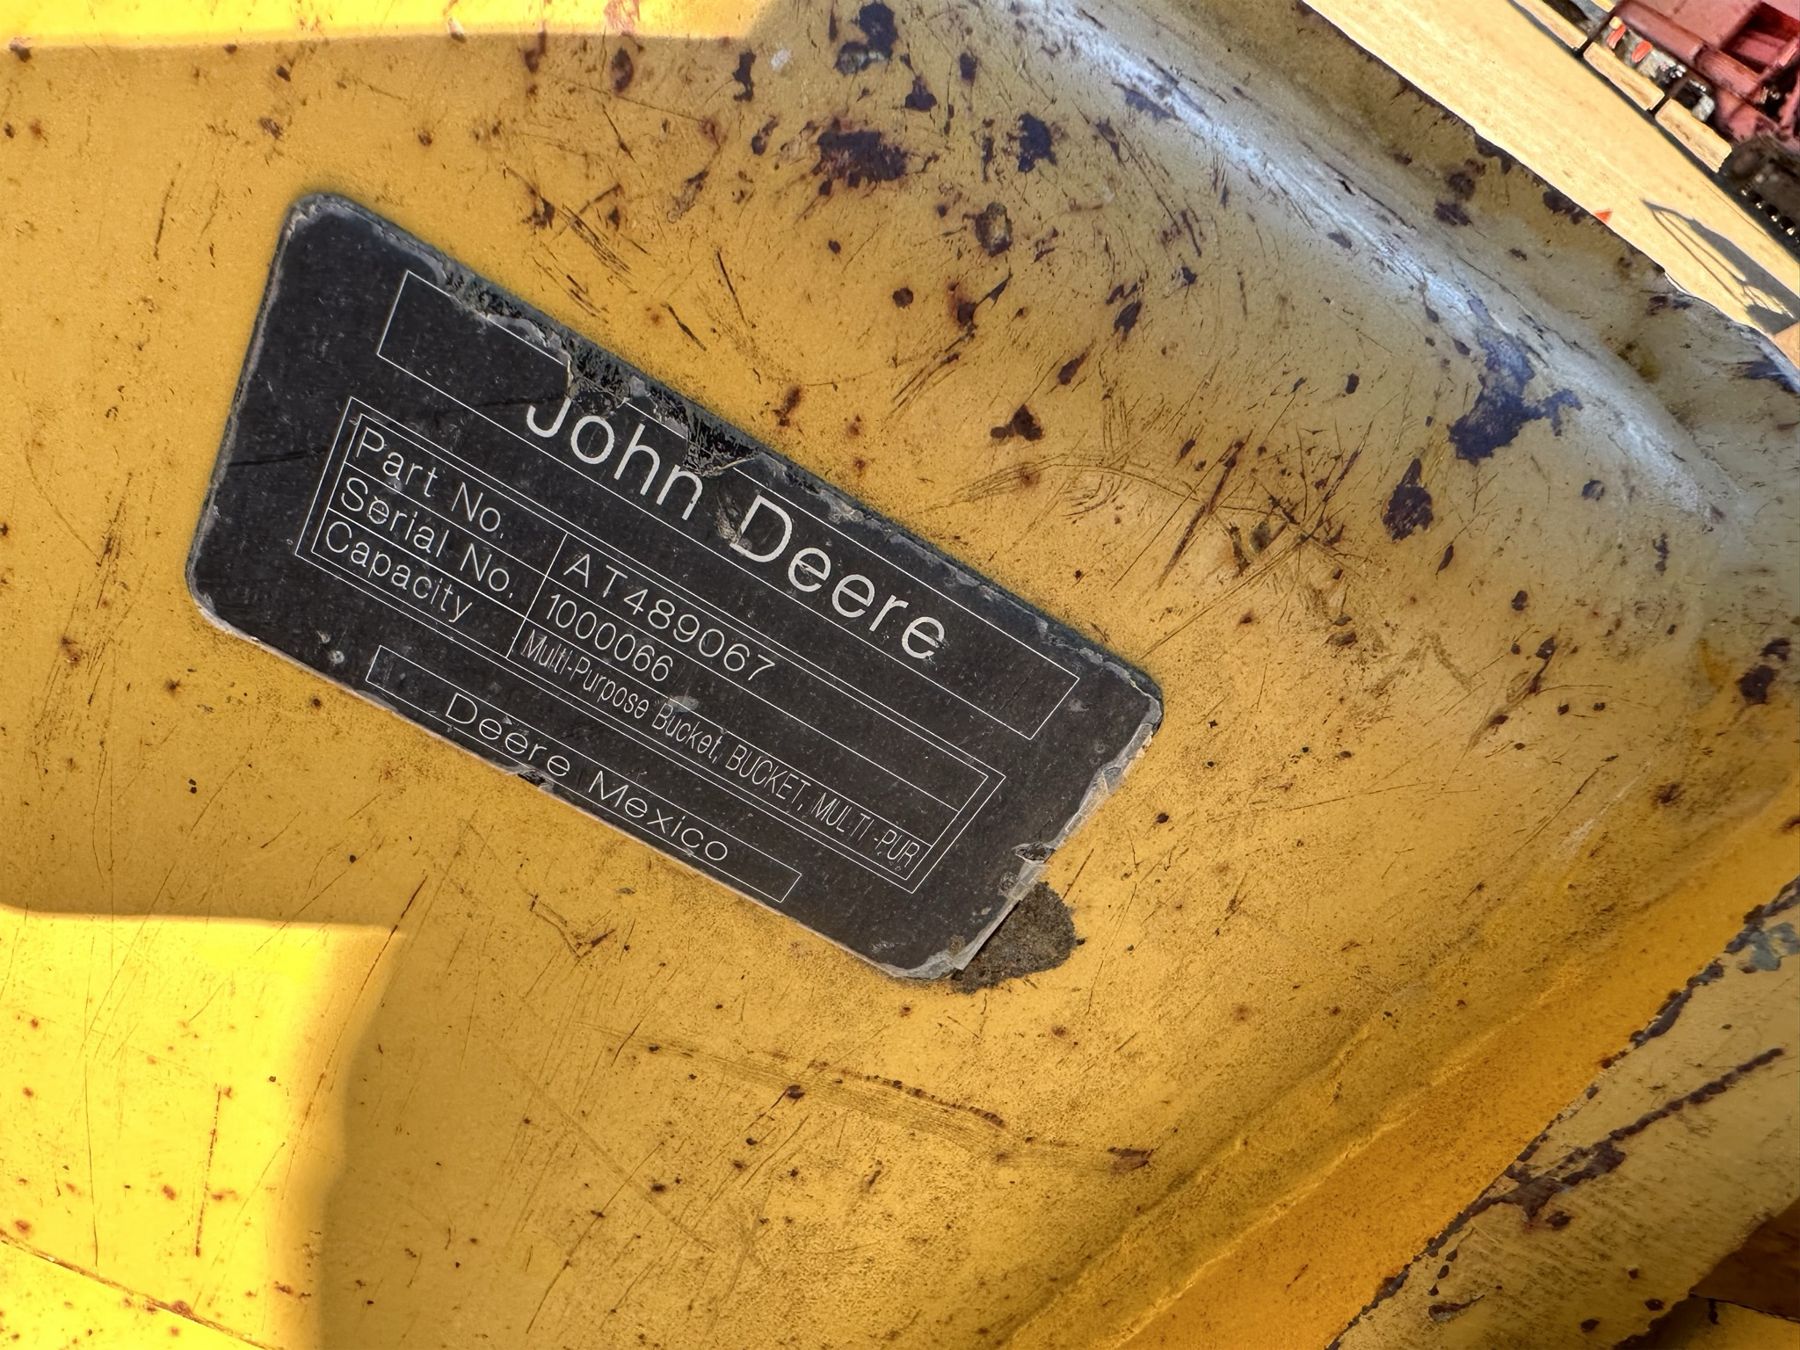 John Deere
Part No. AT489067
Serial No. 1000066
Capacity Multi-Purpose Bucket, BUCKET, MULTI-PUR
Deere Mexico